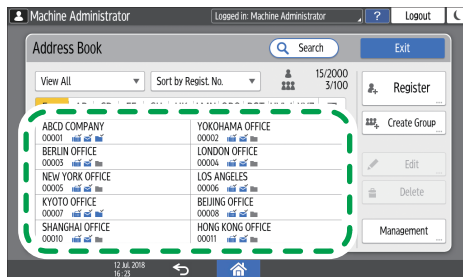 Machine Administrator
Logged in: Machine Administrator
?
Logout
Address Book
Search
Exit
View All
Sort by Regist. No.
15/2000
3/100
Register
Create Group
Edit
Delete
Management
ABCD COMPANY
00001
YOKOHAMA OFFICE
00002
BERLIN OFFICE
00003
LONDON OFFICE
00004
NEW YORK OFFICE
00005
LOS ANGELES
00006
KYOTO OFFICE
00007
BEIJING OFFICE
00008
SHANGHAI OFFICE
00010
HONG KONG OFFICE
00011
12 Jul. 2018
16:23